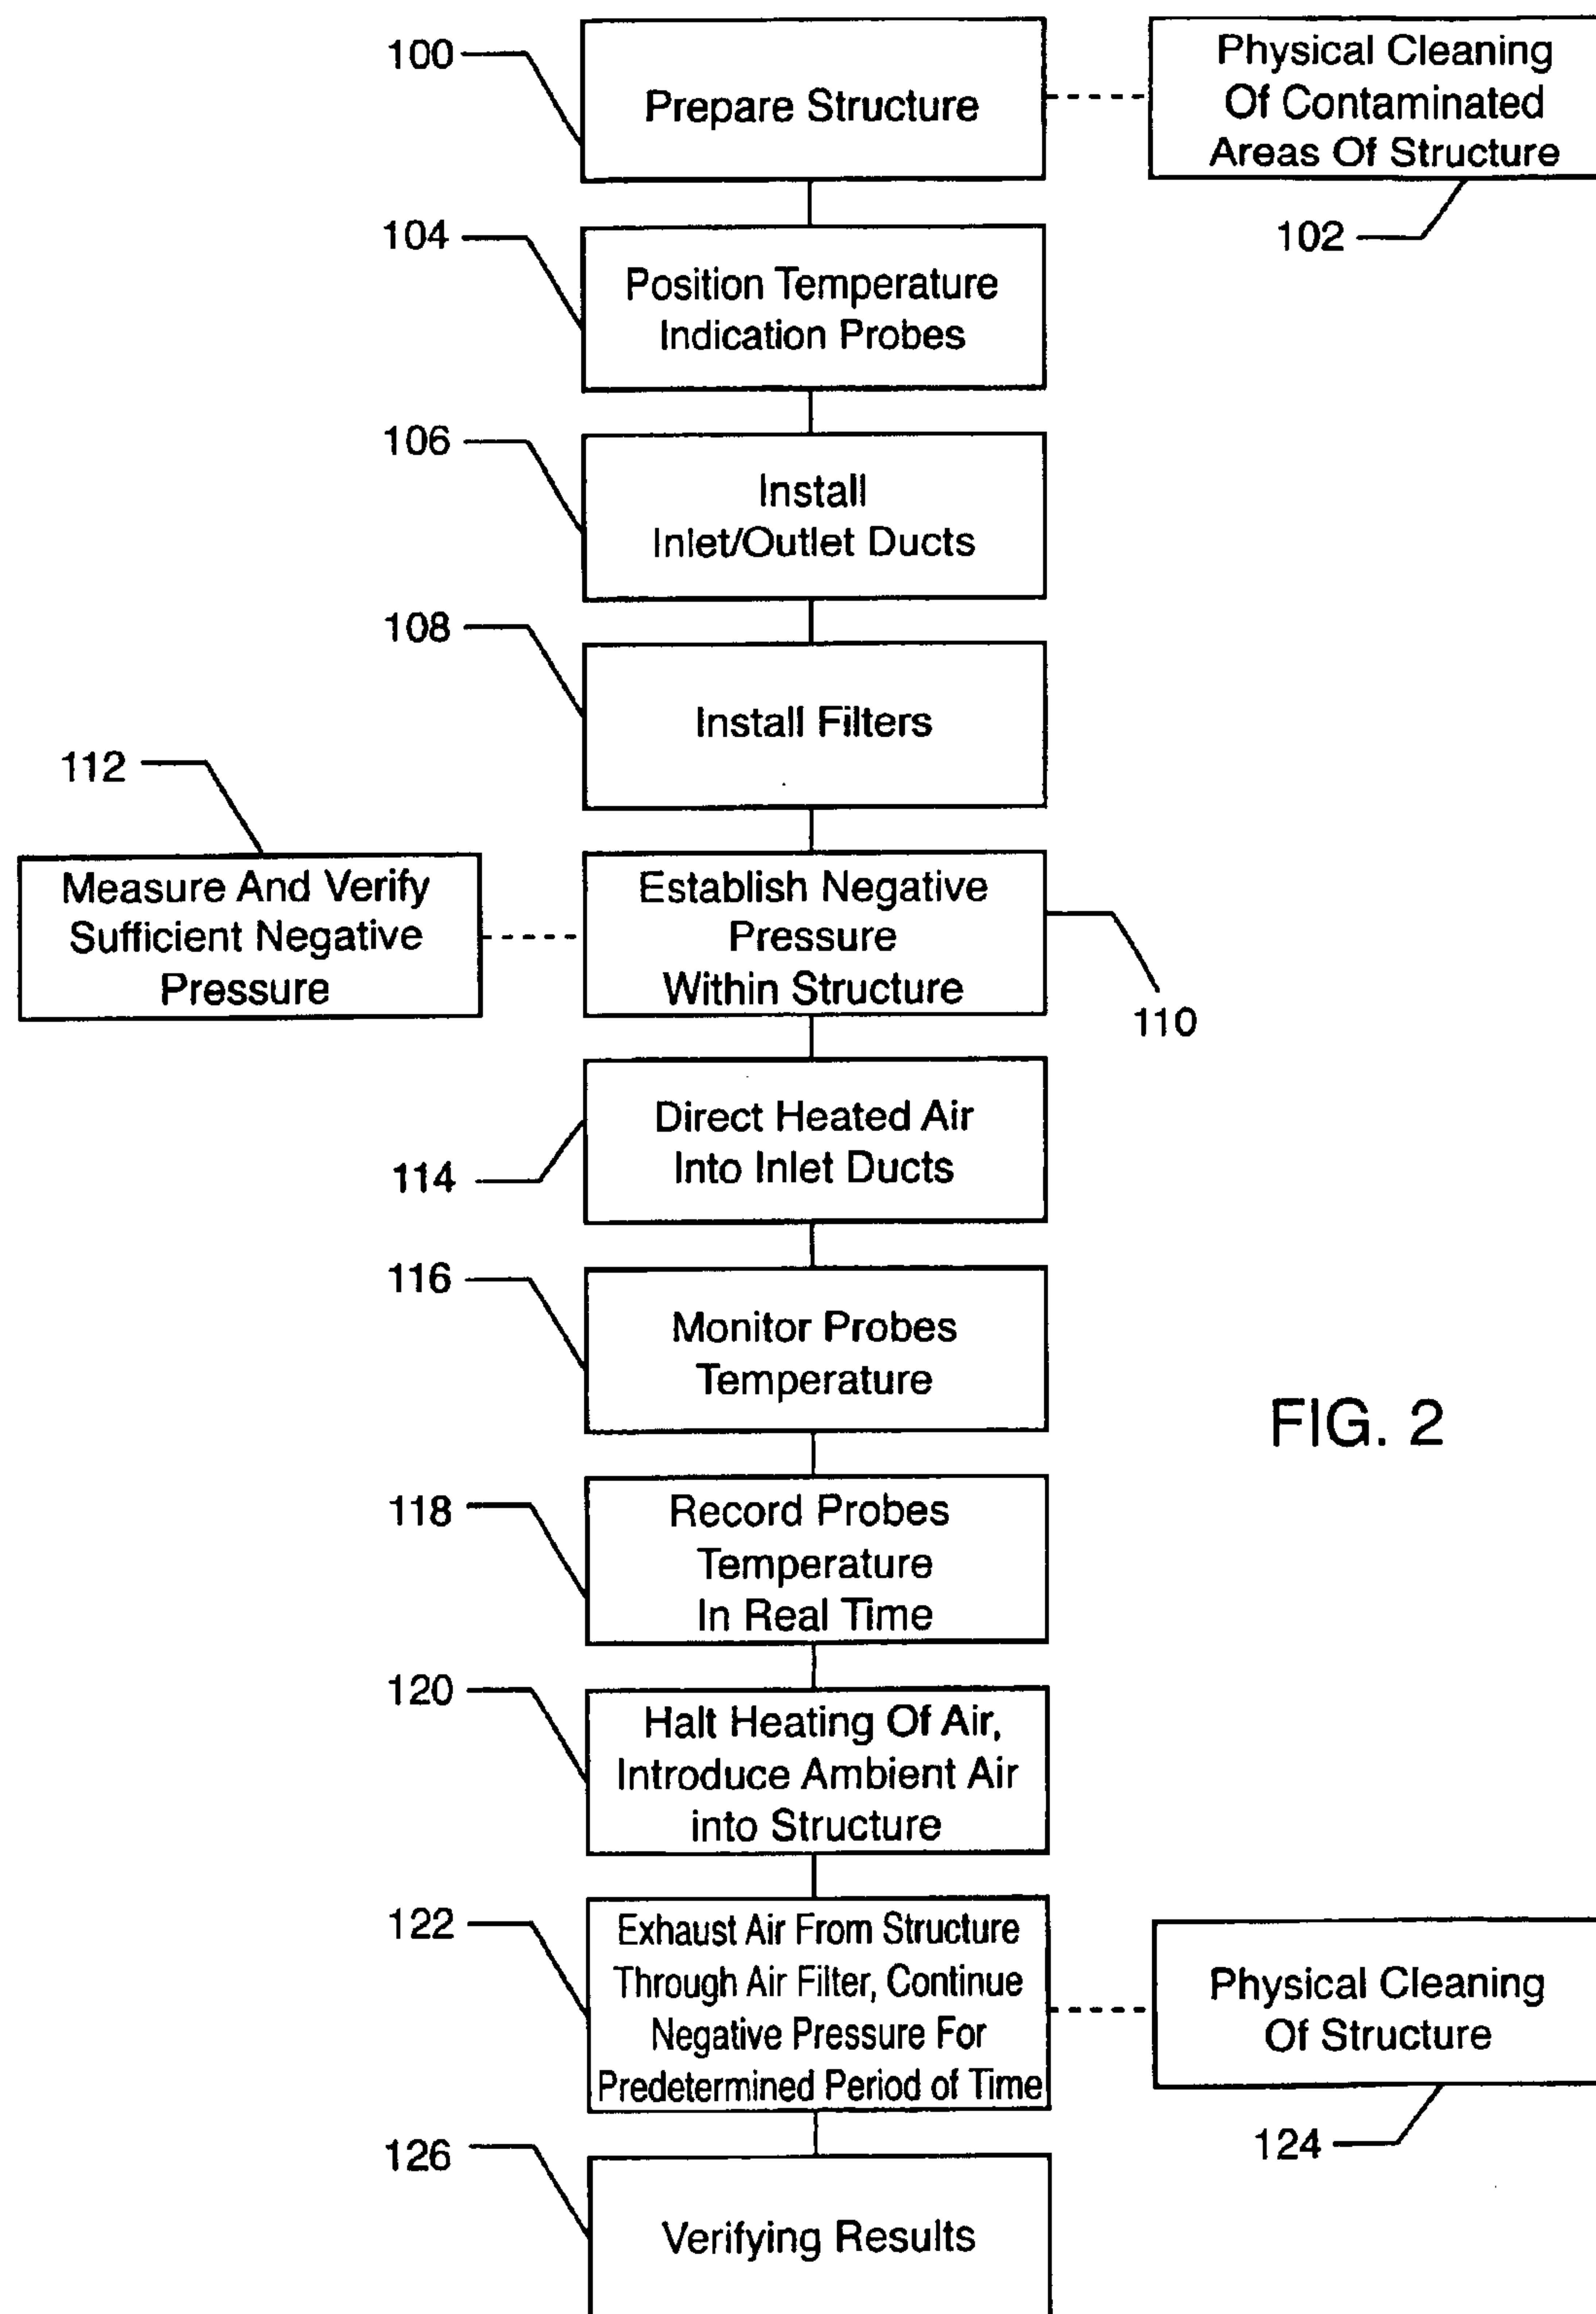 100
Prepare Structure
Physical Cleaning
Of Contaminated
Areas Of Structure
102
104
Position Temperature
Indication Probes
106
Install
Inlet/Outlet Ducts
108
Install Filters
112
Measure And Verify
Sufficient Negative
Pressure
Establish Negative
Pressure
Within Structure
110
114
Direct Heated Air
Into Inlet Ducts
116
Monitor Probes
Temperature
FIG. 2
118
Record Probes
Temperature
In Real Time
120
Halt Heating Of Air,
Introduce Ambient Air
into Structure
122
Exhaust Air From Structure
Through Air Filter, Continue
Negative Pressure For
Predetermined Period of Time
Physical Cleaning
Of Structure
124
126
Verifying Results